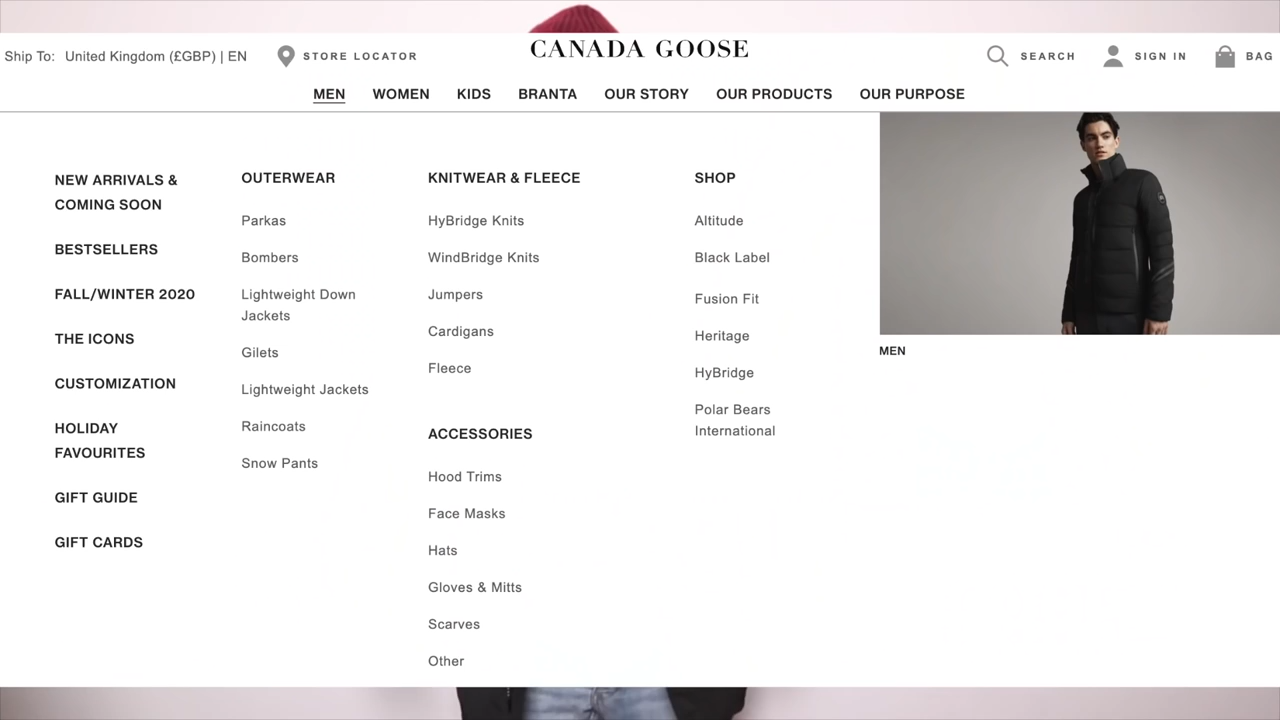 Ship To: United Kingdom (£GBP) | EN
STORE LOCATOR
CANADA GOOSE
SEARCH
SIGN IN
BAG
MEN
WOMEN
KIDS
BRANTA
OUR STORY
OUR PRODUCTS
OUR PURPOSE
NEW ARRIVALS &
COMING SOON
BESTSELLERS
FALL/WINTER 2020
THE ICONS
CUSTOMIZATION
HOLIDAY
FAVOURITES
GIFT GUIDE
GIFT CARDS
OUTERWEAR
Parkas
Bombers
Lightweight Down
Jackets
Gilets
Lightweight Jackets
Raincoats
Snow Pants
KNITWEAR & FLEECE
HyBridge Knits
WindBridge Knits
Jumpers
Cardigans
Fleece
ACCESSORIES
Hood Trims
Face Masks
Hats
Gloves & Mitts
Scarves
Other
SHOP
Altitude
Black Label
Fusion Fit
Heritage
HyBridge
Polar Bears
International
MEN